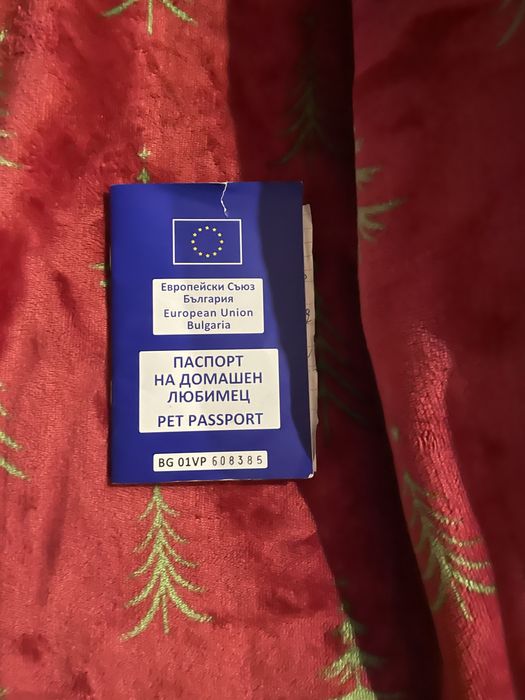 Европейски Съюз
България
European Union
Bulgaria
ПАСПОРТ
НА ДОМАШЕН
ЛЮБИМЕЦ
PET PASSPORT
BG 01VP 608385